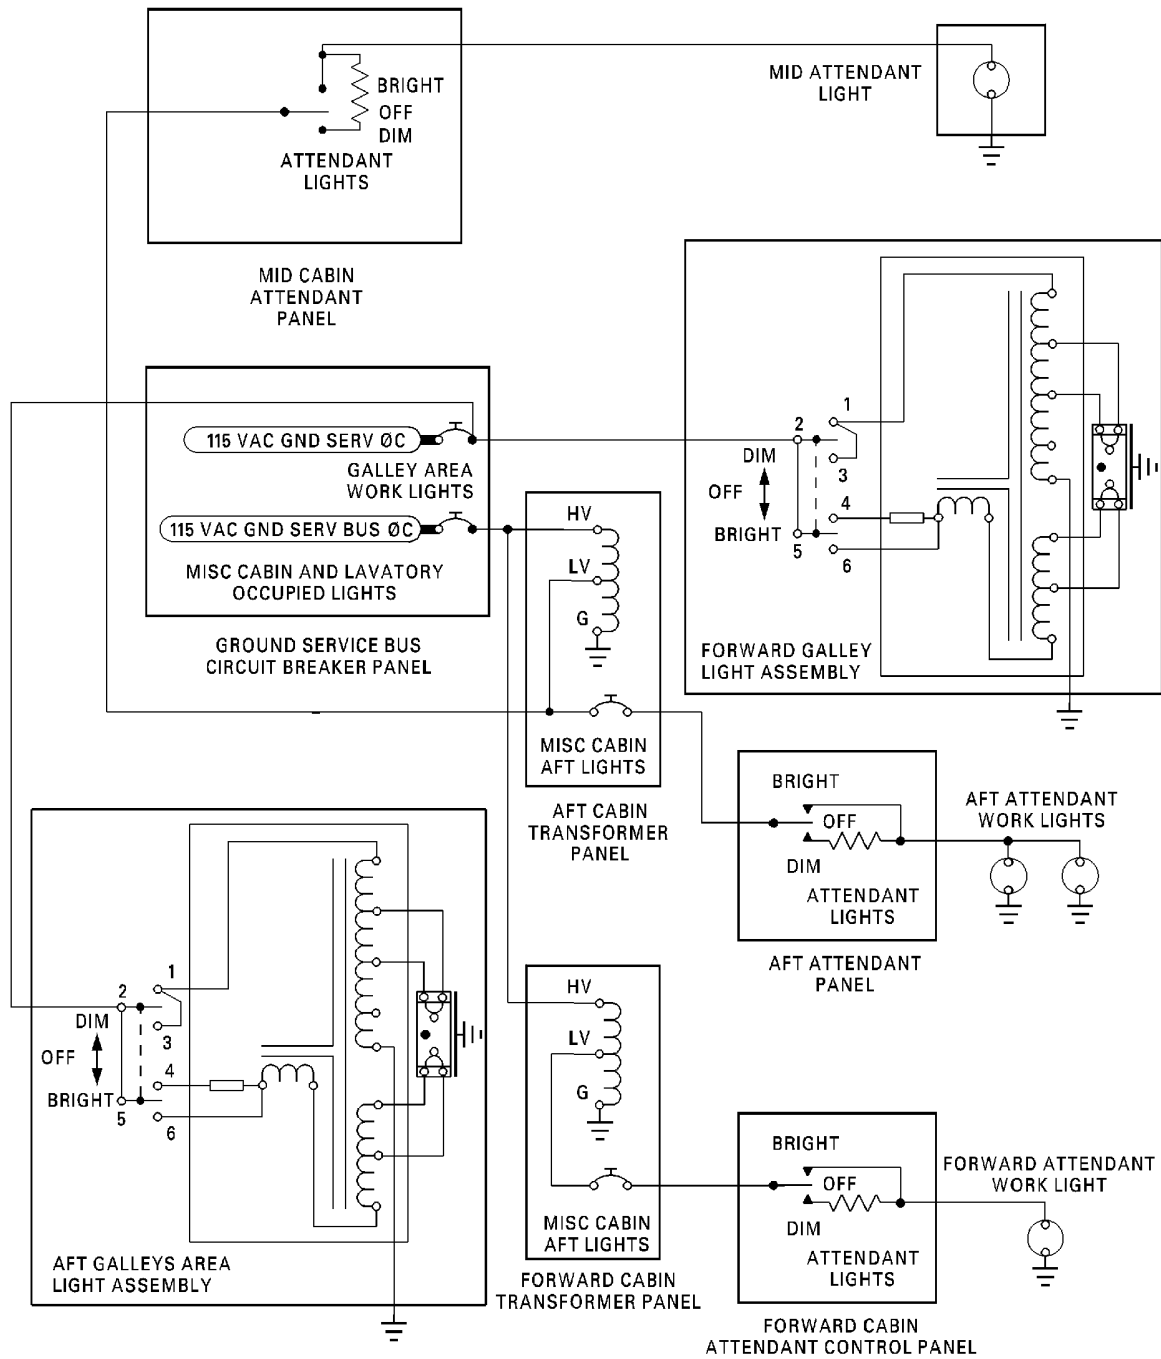 BRIGHT
OFF
DIM
ATTENDANT
LIGHTS
MID CABIN
ATTENDANT
PANEL
MID ATTENDANT
LIGHT
115 VAC GND SERV ØC
GALLEY AREA
WORK LIGHTS
115 VAC GND SERV BUS ØC
MISC CABIN AND LAVATORY
OCCUPIED LIGHTS
GROUND SERVICE BUS
CIRCUIT BREAKER PANEL
HV
LV
G
MISC CABIN
AFT LIGHTS
AFT CABIN
TRANSFORMER
PANEL
1
2
DIM
3
OFF
4
BRIGHT
5
6
FORWARD GALLEY
LIGHT ASSEMBLY
BRIGHT
OFF
DIM
ATTENDANT
LIGHTS
AFT ATTENDANT
PANEL
AFT ATTENDANT
WORK LIGHTS
1
2
DIM
3
OFF
4
BRIGHT
5
6
AFT GALLEYS AREA
LIGHT ASSEMBLY
HV
LV
G
MISC CABIN
AFT LIGHTS
FORWARD CABIN
TRANSFORMER PANEL
BRIGHT
OFF
DIM
ATTENDANT
LIGHTS
FORWARD CABIN
ATTENDANT CONTROL PANEL
FORWARD ATTENDANT
WORK LIGHT